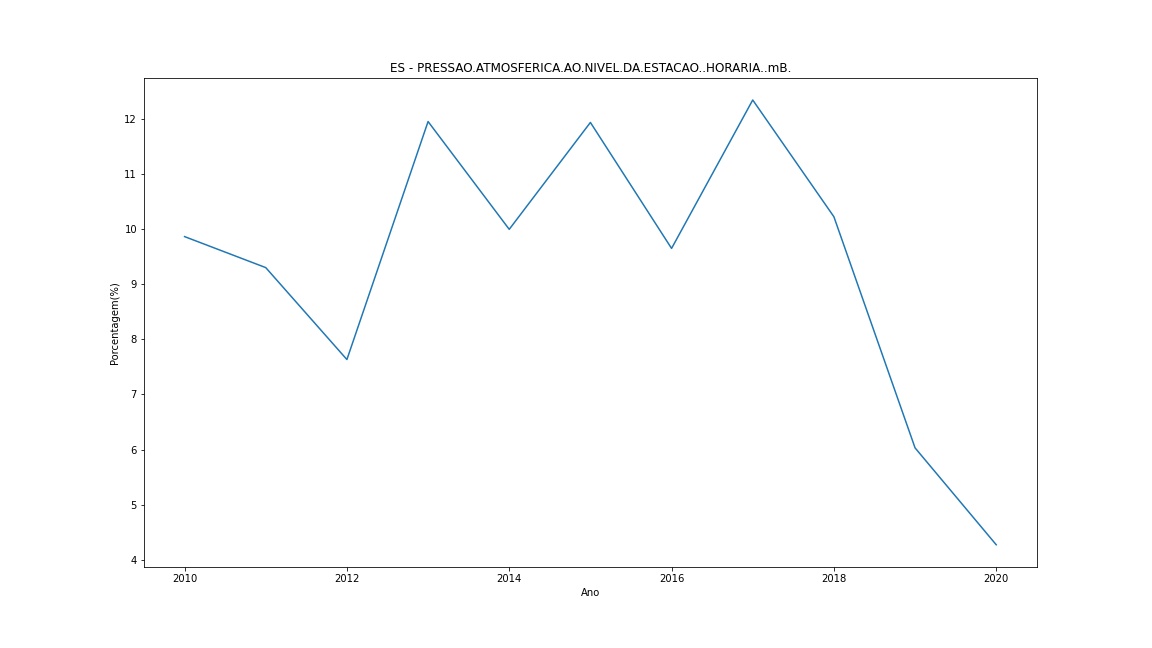 ES - PRESSAO.ATMOSFERICA.AO.NIVEL.DA.ESTACAO..HORARIA..mB.
12
11
10
9
8
7
6
5
4
Porcentagem(%)
2010 2012 2014 2016 2018 2020
Ano